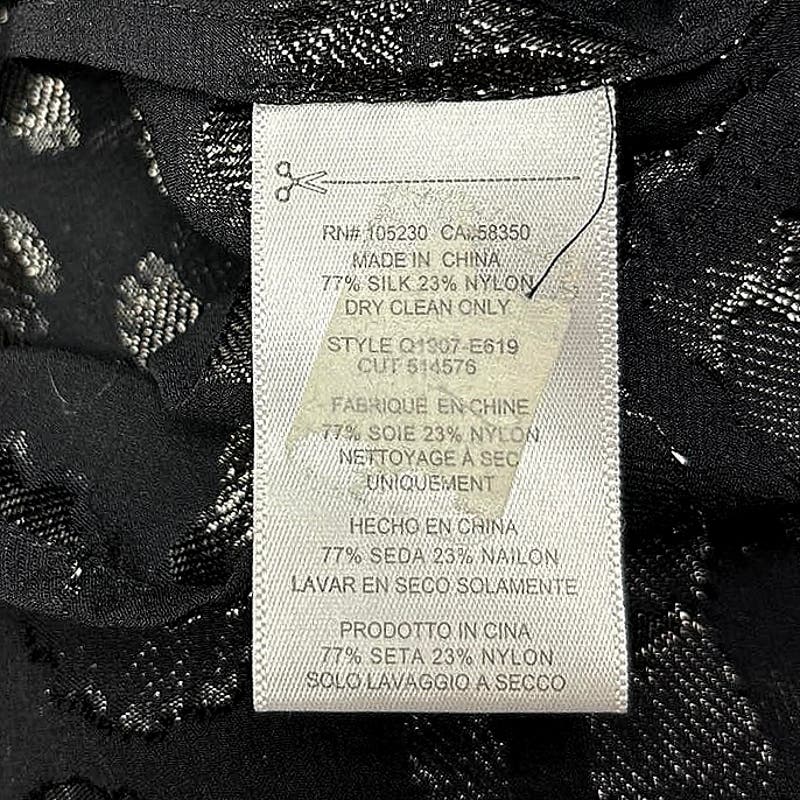 RN# 105230 CA# 58350
MADE IN CHINA
77% SILK 23% NYLON
DRY CLEAN ONLY
STYLE Q1307-E619
CUT 514576
FABRIQUE EN CHINE
77% SOIE 23% NYLON
NETTOYAGE À SEC
UNIQUEMENT
HECHO EN CHINA
77% SEDA 23% NAILON
LAVAR EN SECO SOLAMENTE
PRODOTTO IN CINA
77% SETA 23% NYLON
SOLO LAVAGGIO A SECCO